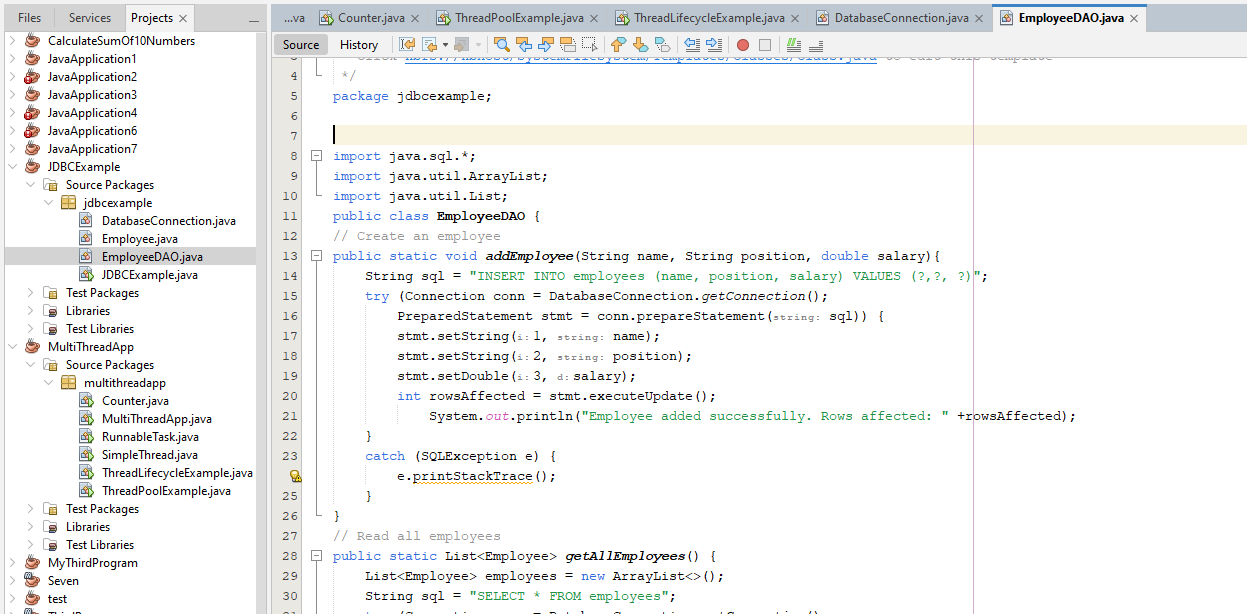 Files Services Projects
CalculateSumOf10Numbers
JavaApplication1
JavaApplication2
JavaApplication3
JavaApplication4
JavaApplication6
JavaApplication7
JDBCExample
Source Packages
jdbcexample
DatabaseConnection.java
Employee.java
EmployeeDAO.java
JDBCExample.java
Test Packages
Libraries
Test Libraries
MultiThreadApp
Source Packages
multithreadapp
Counter.java
MultiThreadApp.java
RunnableTask.java
SimpleThread.java
ThreadLifecycleExample.java
ThreadPoolExample.java
Test Packages
Libraries
Test Libraries
MyThirdProgram
Seven
test
...va Counter.java ThreadPoolExample.java ThreadLifecycleExample.java DatabaseConnection.java EmployeeDAO.java
Source History
4 */
5 package jdbcexample;
6
7
8 import java.sql.*;
9 import java.util.ArrayList;
10 import java.util.List;
11 public class EmployeeDAO {
12 // Create an employee
13 public static void addEmployee(String name, String position, double salary){
14 String sql = "INSERT INTO employees (name, position, salary) VALUES (?,?, ?)";
15 try (Connection conn = DatabaseConnection.getConnection();
16 PreparedStatement stmt = conn.prepareStatement(string: sql)) {
17 stmt.setString(i: 1, string: name);
18 stmt.setString(i: 2, string: position);
19 stmt.setDouble(i: 3, d: salary);
20 int rowsAffected = stmt.executeUpdate();
21 System.out.println("Employee added successfully. Rows affected: " +rowsAffected);
22 }
23 catch (SQLException e) {
e.printStackTrace();
25 }
26 }
27 // Read all employees
28 public static List<Employee> getAllEmployees() {
29 List<Employee> employees = new ArrayList<>();
30 String sql = "SELECT * FROM employees";